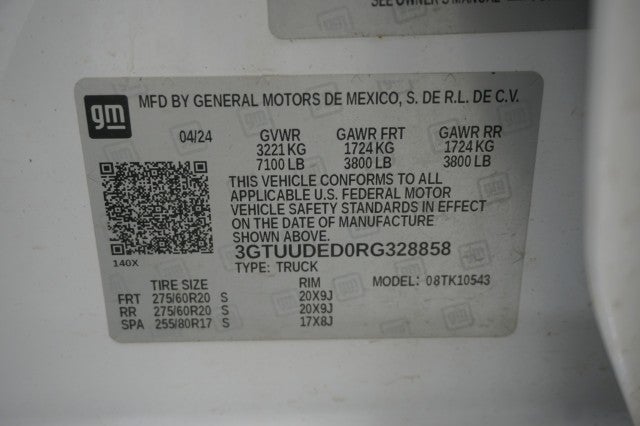 SEE OWNER'S MANUAL
gm
MFD BY GENERAL MOTORS DE MEXICO, S. DE R.L. DE C.V.
04/24 GVWR GAWR FRT GAWR RR
3221 KG 1724 KG 1724 KG
7100 LB 3800 LB 3800 LB
THIS VEHICLE CONFORMS TO ALL
APPLICABLE U.S. FEDERAL MOTOR
VEHICLE SAFETY STANDARDS IN EFFECT
ON THE DATE OF MANUFACTURE
SHOWN ABOVE.
3GTUUDED0RG328858
140X
TYPE: TRUCK MODEL: 08TK10543
TIRE SIZE RIM
FRT 275/60R20 S 20X9J
RR 275/60R20 S 20X9J
SPA 255/80R17 S 17X8J